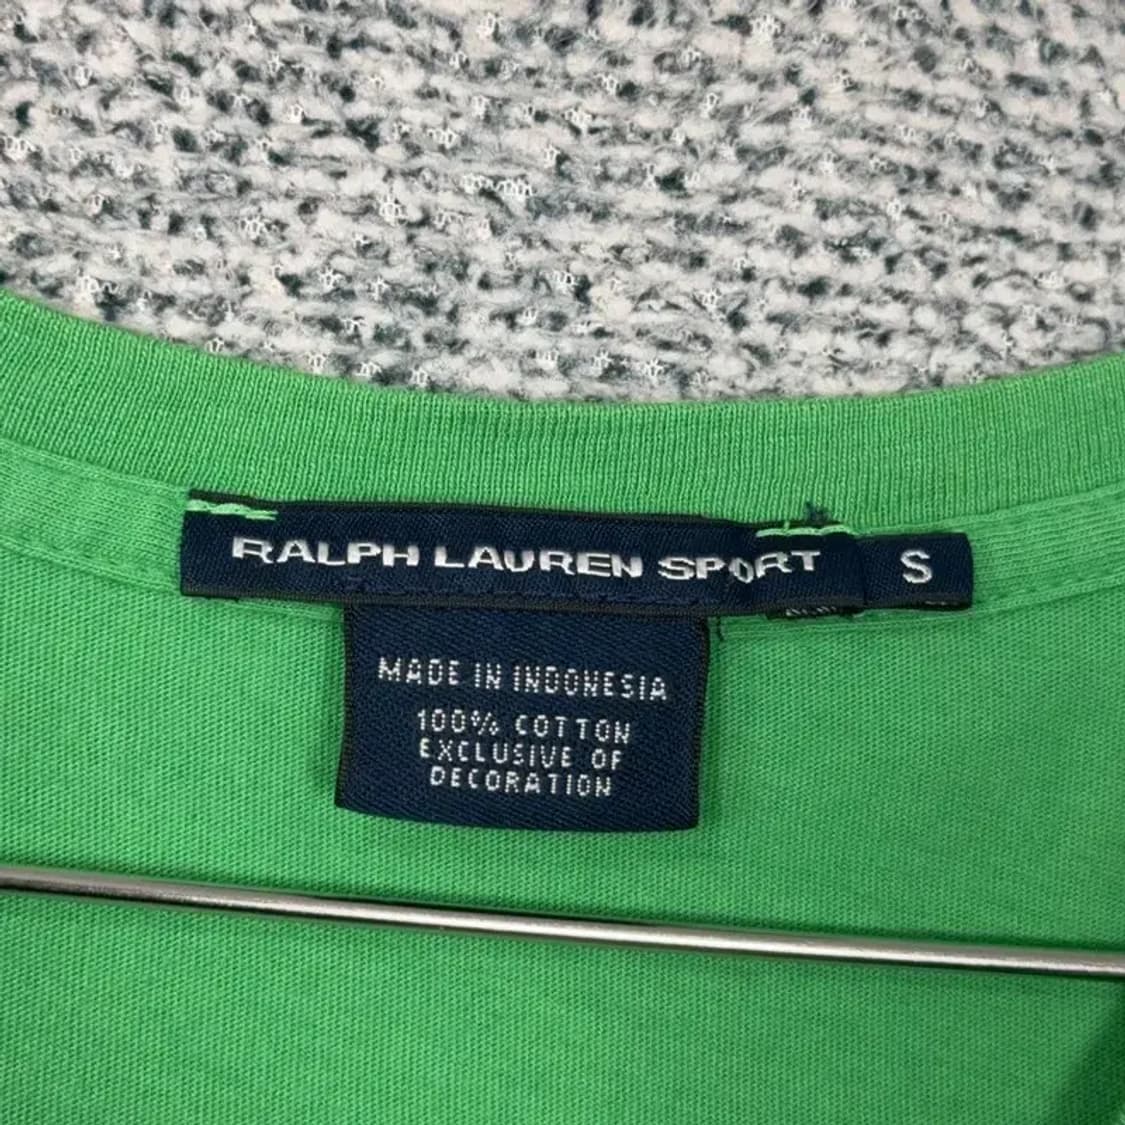 RALPH LAUREN SPORT
S
MADE IN INDONESIA
100% COTTON
EXCLUSIVE OF
DECORATION